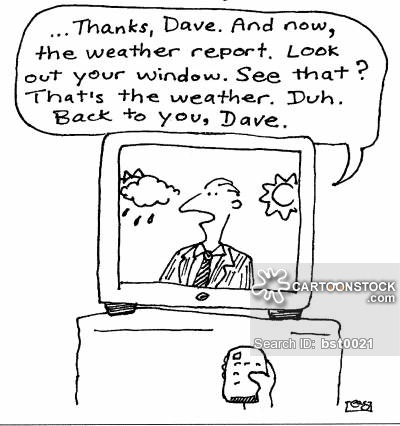 ...Thanks, Dave. And now,
the weather report. Look
out your window. See that?
That's the weather. Duh.
Back to you, Dave.
CARTOONSTOCK
.com
Search ID: bst0021